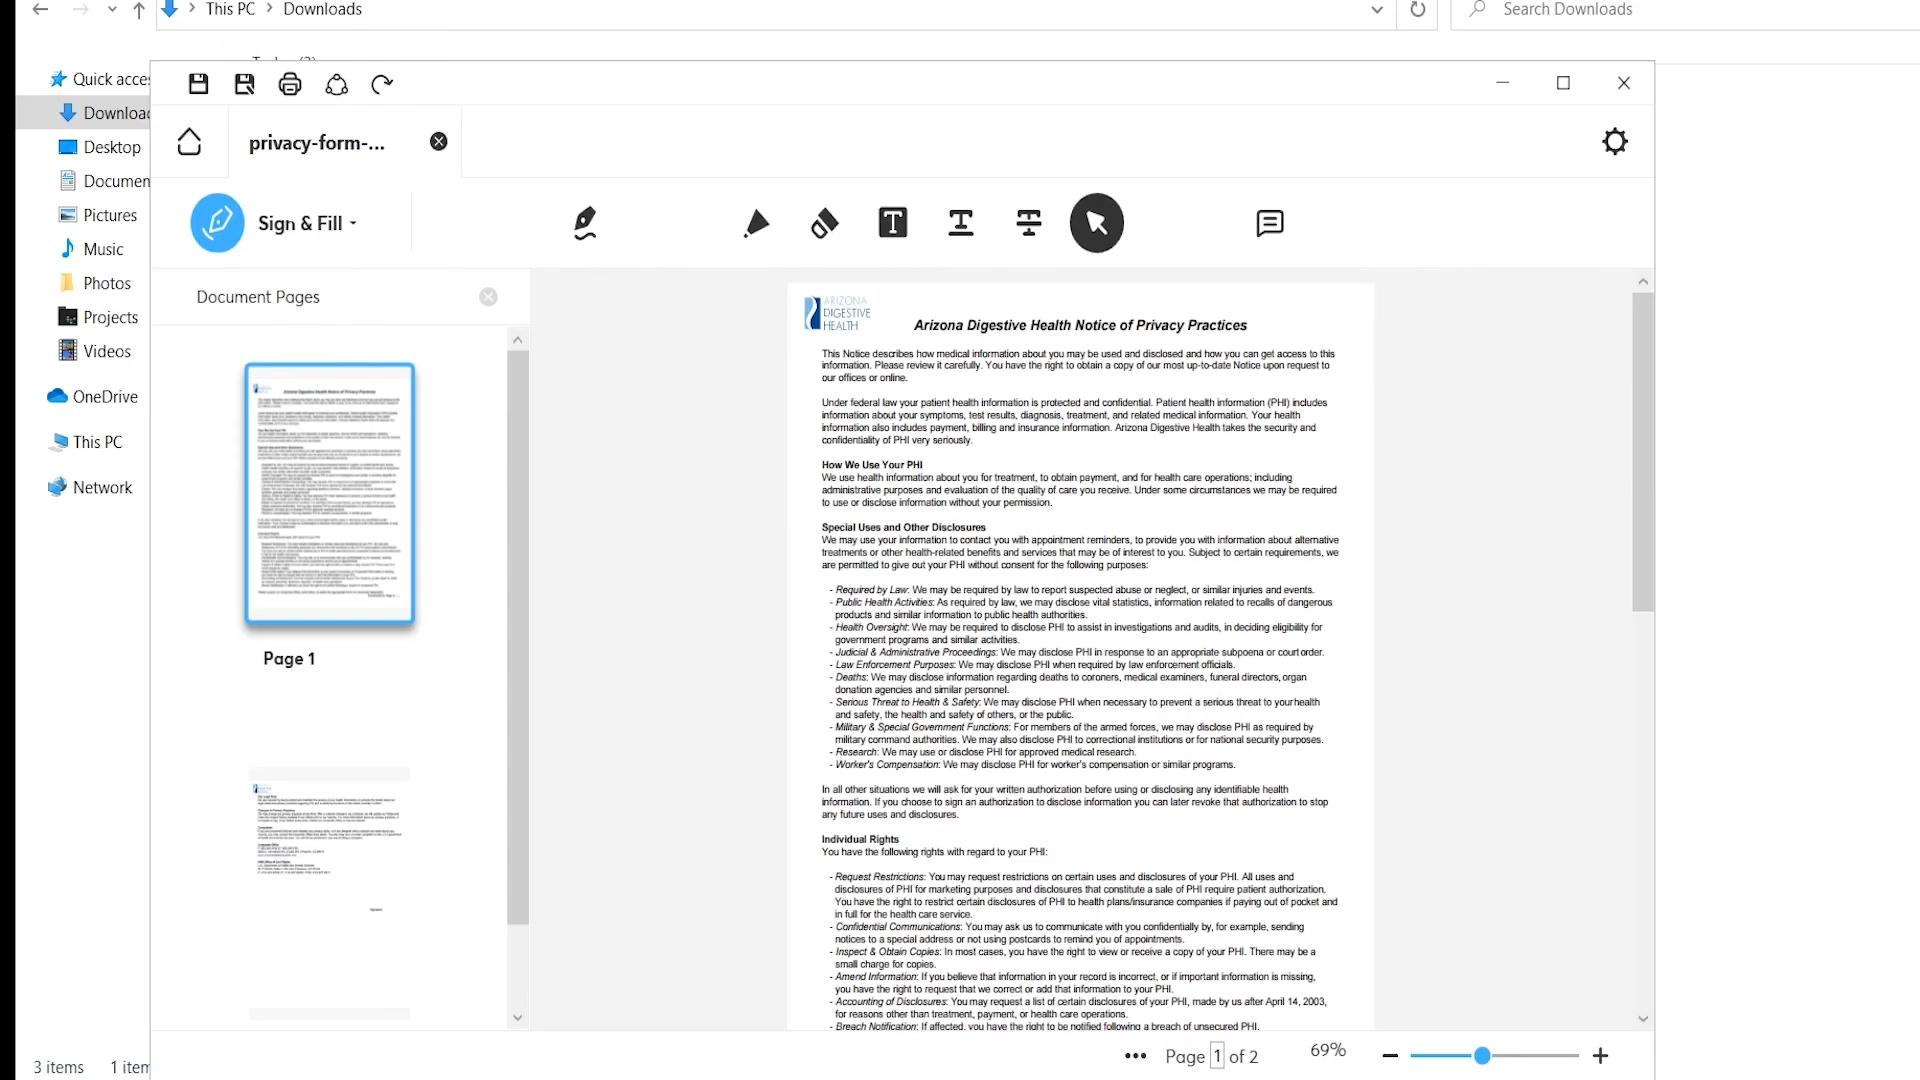 This PC > Downloads
Search Downloads
Quick acces
Downloac
Desktop
Documen
Pictures
Music
Photos
Projects
Videos
OneDrive
This PC
Network
3 items 1 item
privacy-form-...
Sign & Fill
Document Pages
Page 1
ARIZONA
DIGESTIVE
HEALTH
Arizona Digestive Health Notice of Privacy Practices
This Notice describes how medical information about you may be used and disclosed and how you can get access to this
information. Please review it carefully. You have the right to obtain a copy of our most up-to-date Notice upon request to
our offices or online.
Under federal law your patient health information is protected and confidential. Patient health information (PHI) includes
information about your symptoms, test results, diagnosis, treatment, and related medical information. Your health
information also includes payment, billing and insurance information. Arizona Digestive Health takes the security and
confidentiality of PHI very seriously.
How We Use Your PHI
We use health information about you for treatment, to obtain payment, and for health care operations; including
administrative purposes and evaluation of the quality of care you receive. Under some circumstances we may be required
to use or disclose information without your permission.
Special Uses and Other Disclosures
We may use your information to contact you with appointment reminders, to provide you with information about alternative
treatments or other health-related benefits and services that may be of interest to you. Subject to certain requirements, we
are permitted to give out your PHI without consent for the following purposes:
- Required by Law: We may be required by law to report suspected abuse or neglect, or similar injuries and events.
- Public Health Activities: As required by law, we may disclose vital statistics, information related to recalls of dangerous
products and similar information to public health authorities.
- Health Oversight: We may be required to disclose PHI to assist in investigations and audits, in deciding eligibility for
government programs and similar activities.
- Judicial & Administrative Proceedings: We may disclose PHI in response to an appropriate subpoena or court order.
- Law Enforcement Purposes: We may disclose PHI when required by law enforcement officials.
- Deaths: We may disclose information regarding deaths to coroners, medical examiners, funeral directors, organ
donation agencies and similar personnel.
- Serious Threat to Health & Safety: We may disclose PHI when necessary to prevent a serious threat to your health
and safety, the health and safety of others, or the public.
- Military & Special Government Functions: For members of the armed forces, we may disclose PHI as required by
military command authorities. We may also disclose PHI to correctional institutions or for national security purposes.
- Research: We may use or disclose PHI for approved medical research.
- Worker's Compensation: We may disclose PHI for worker's compensation or similar programs.
In all other situations we will ask for your written authorization before using or disclosing any identifiable health
information. If you choose to sign an authorization to disclose information you can later revoke that authorization to stop
any future uses and disclosures.
Individual Rights
You have the following rights with regard to your PHI:
- Request Restrictions: You may request restrictions on certain uses and disclosures of your PHI. All uses and
disclosures of PHI for marketing purposes and disclosures that constitute a sale of PHI require patient authorization.
You have the right to restrict certain disclosures of PHI to health plans/insurance companies if paying out of pocket and
in full for the health care service.
- Confidential Communications: You may ask us to communicate with you confidentially by, for example, sending
notices to a special address or not using postcards to remind you of appointments.
- Inspect & Obtain Copies: In most cases, you have the right to view or receive a copy of your PHI. There may be a
small charge for copies.
- Amend Information: If you believe that information in your record is incorrect, or if important information is missing,
you have the right to request that we correct or add that information to your PHI.
- Accounting of Disclosures: You may request a list of certain disclosures of your PHI, made by us after April 14, 2003,
for reasons other than treatment, payment, or health care operations.
- Breach Notification: If affected, you have the right to be notified following a breach of unsecured PHI.
Page 1 of 2
69%